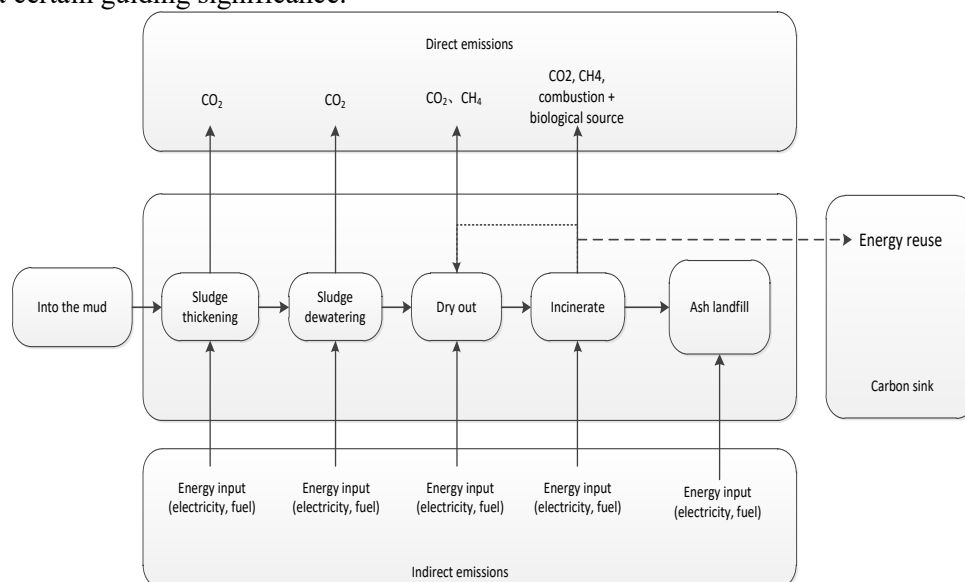 a certain guiding significance.
Direct emissions
CO₂
CO₂
CO₂、CH₄
CO2, CH4,
combustion +
biological source
Energy reuse
Into the mud
Sludge
thickening
Sludge
dewatering
Dry out
Incinerate
Ash landfill
Carbon sink
Energy input
(electricity, fuel)
Energy input
(electricity, fuel)
Energy input
(electricity, fuel)
Energy input
(electricity, fuel)
Energy input
(electricity, fuel)
Indirect emissions